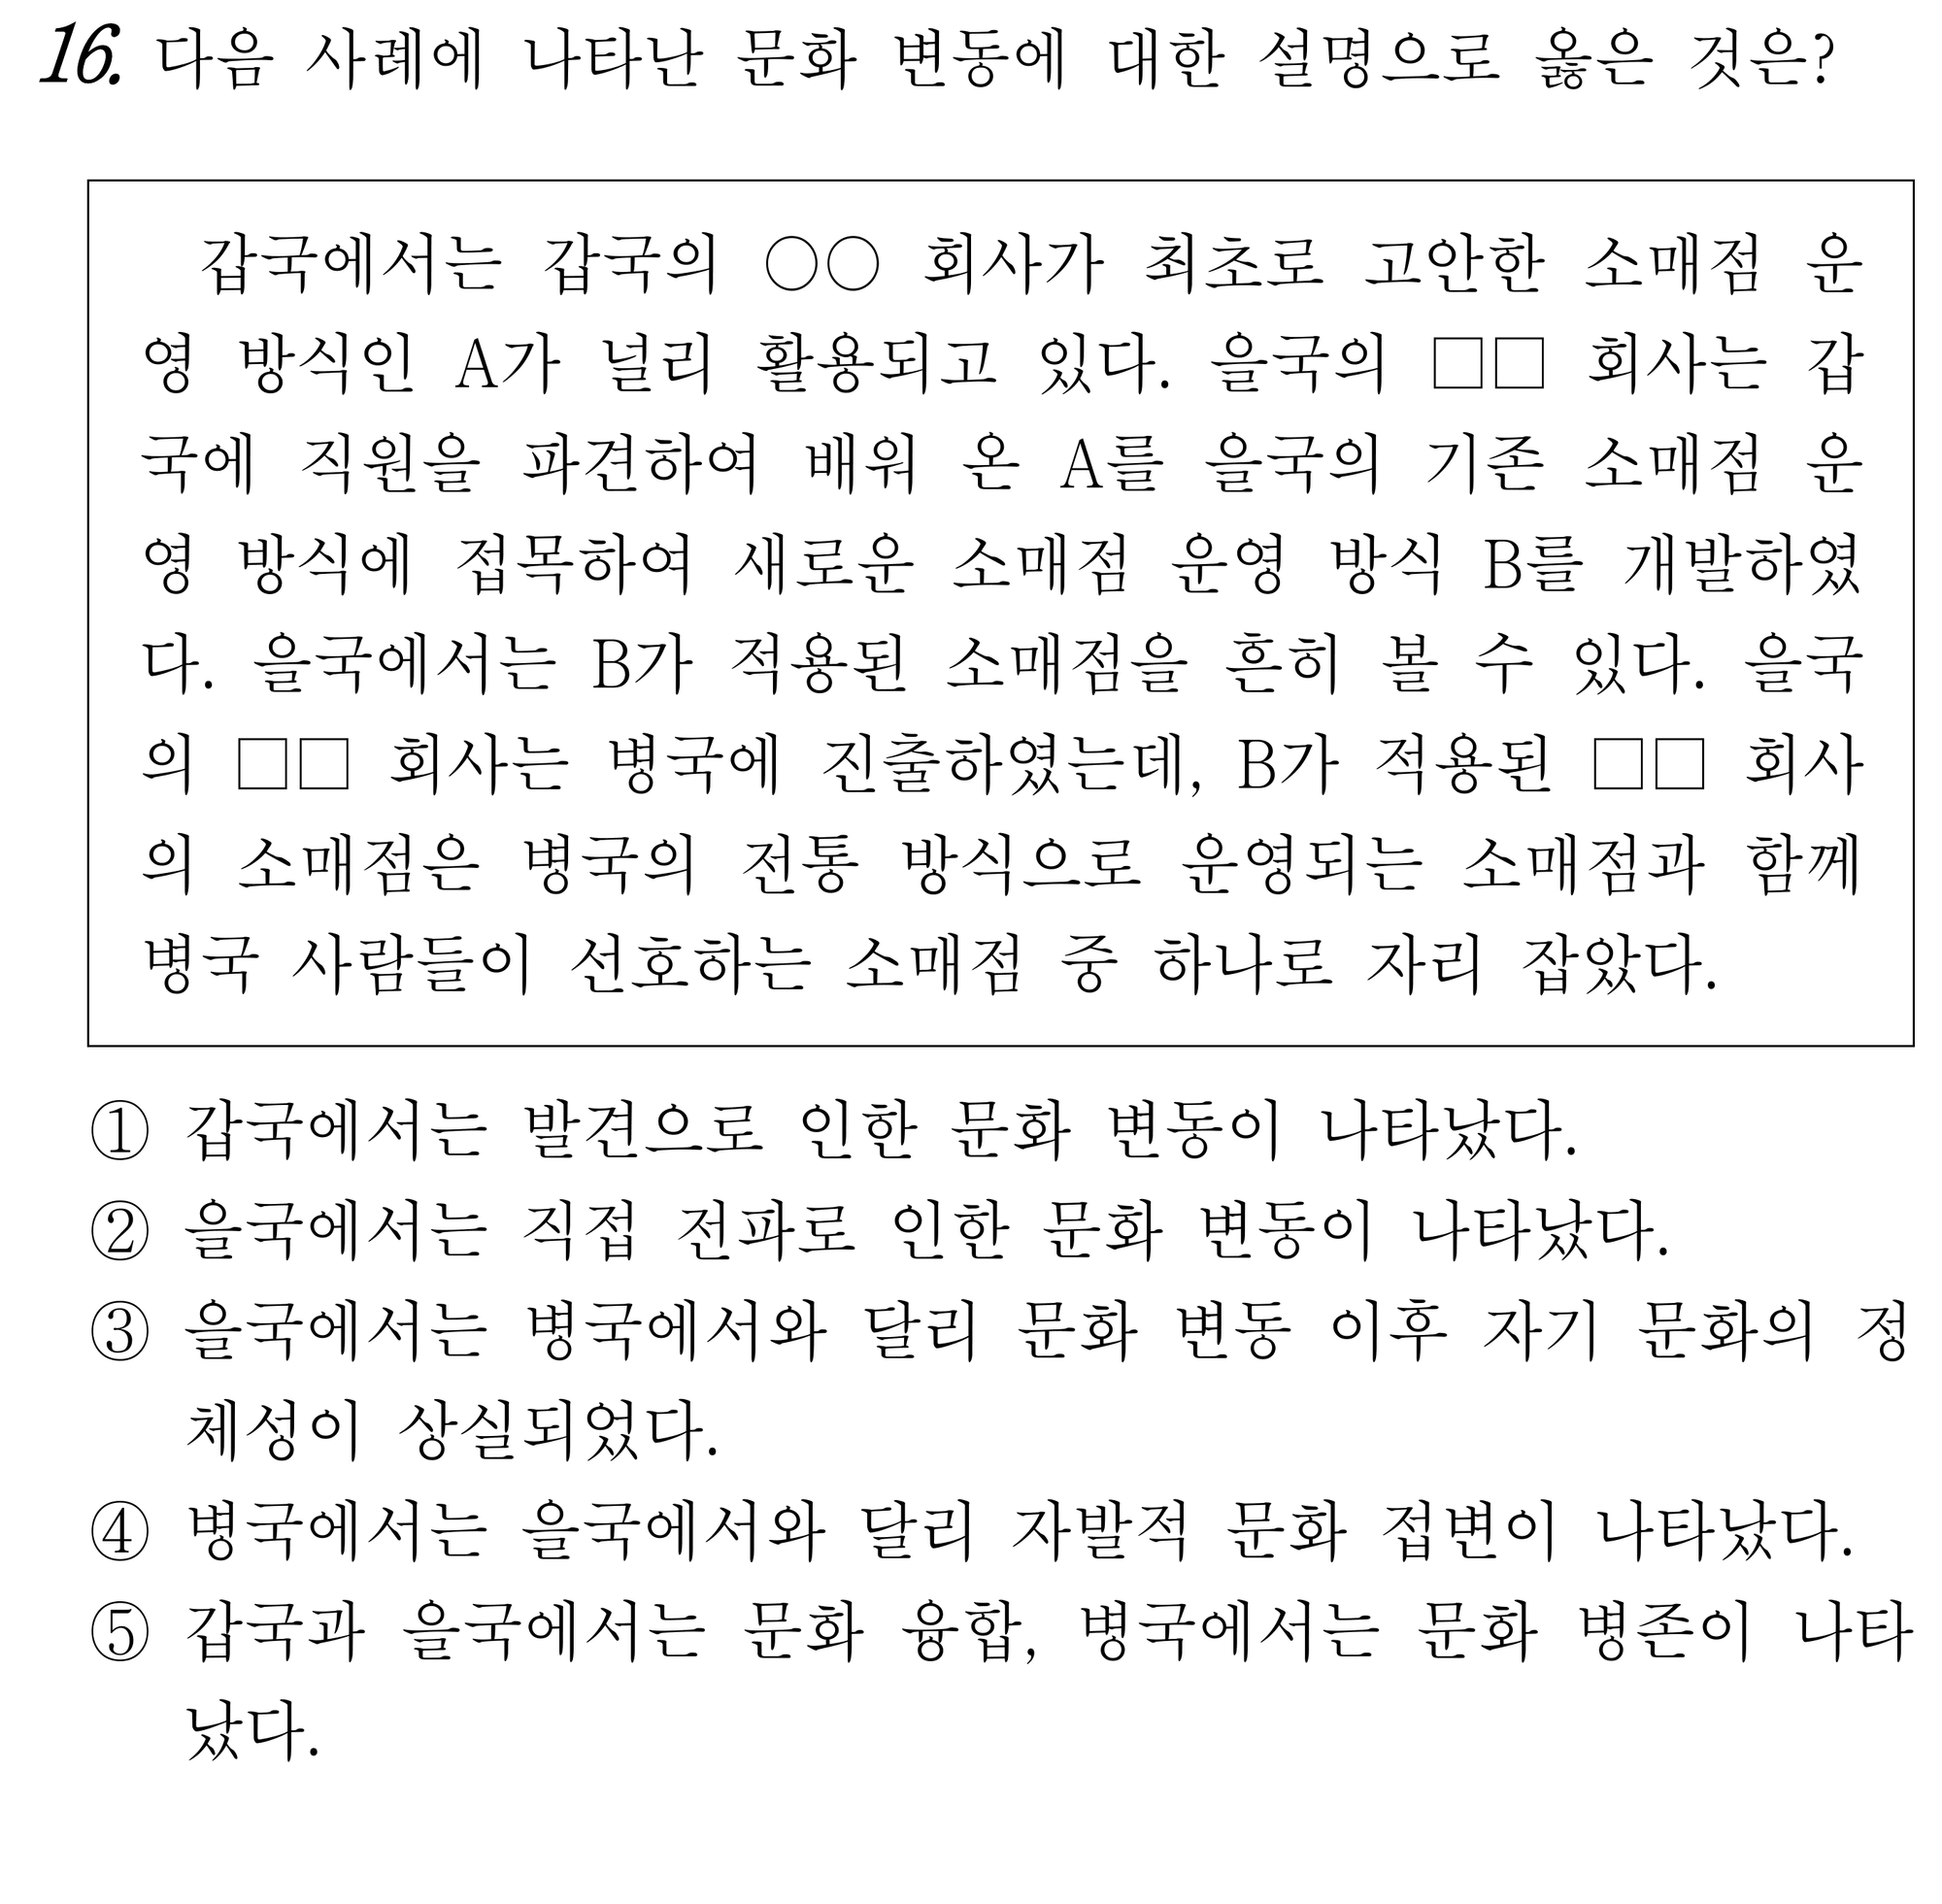 16. 다음 사례에 나타난 문화 변동에 대한 설명으로 옳은 것은?
갑국에서는 갑국의 ○○ 회사가 최초로 고안한 소매점 운
영 방식인 A가 널리 활용되고 있다. 을국의 □□ 회사는 갑
국에 직원을 파견하여 배워 온 A를 을국의 기존 소매점 운
영 방식에 접목하여 새로운 소매점 운영 방식 B를 개발하였
다. 을국에서는 B가 적용된 소매점을 흔히 볼 수 있다. 을국
의 □□ 회사는 병국에 진출하였는데, B가 적용된 □□ 회사
의 소매점은 병국의 전통 방식으로 운영되는 소매점과 함께
병국 사람들이 선호하는 소매점 중 하나로 자리 잡았다.
① 갑국에서는 발견으로 인한 문화 변동이 나타났다.
② 을국에서는 직접 전파로 인한 문화 변동이 나타났다.
③ 을국에서는 병국에서와 달리 문화 변동 이후 자기 문화의 정
체성이 상실되었다.
④ 병국에서는 을국에서와 달리 자발적 문화 접변이 나타났다.
⑤ 갑국과 을국에서는 문화 융합, 병국에서는 문화 병존이 나타
났다.